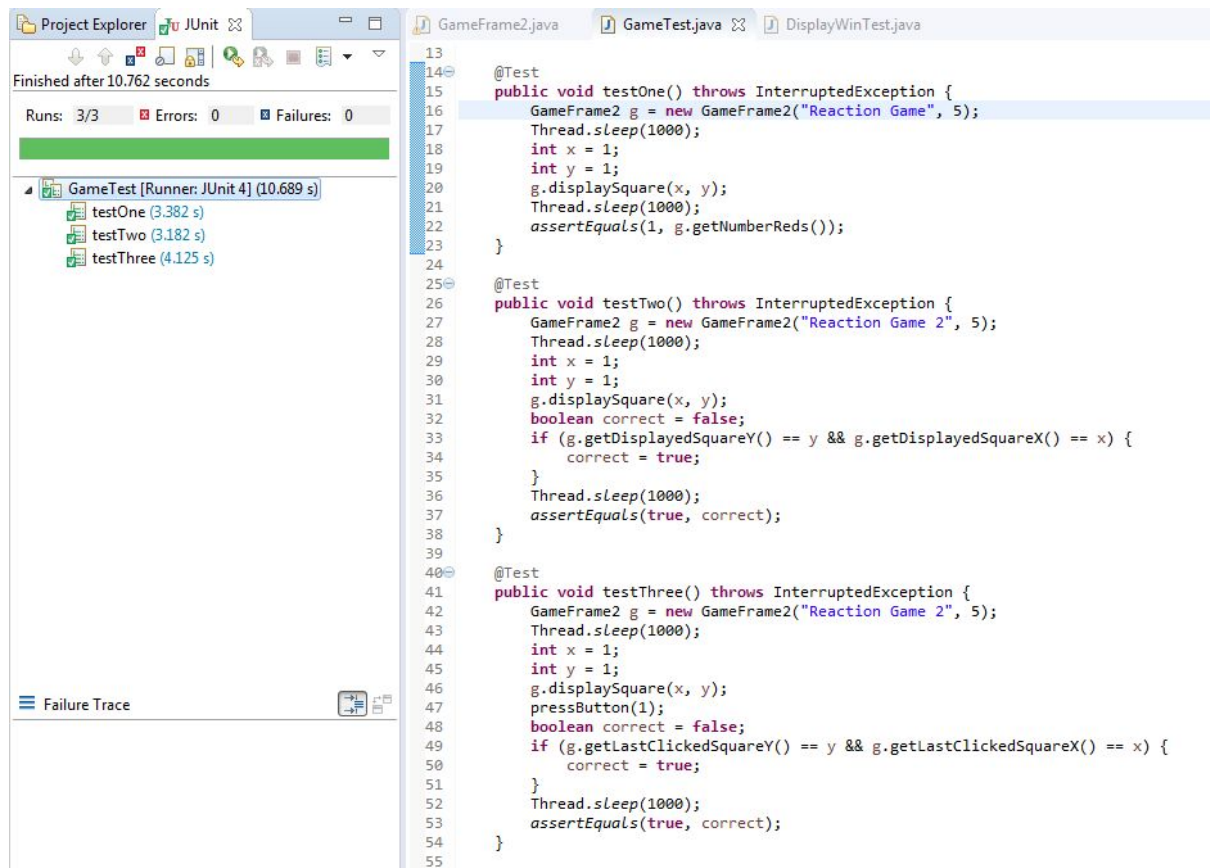 Project Explorer JUnit
Finished after 10.762 seconds
Runs: 3/3 Errors: 0 Failures: 0
GameTest [Runner: JUnit 4] (10.689 s)
testOne (3.382 s)
testTwo (3.182 s)
testThree (4.125 s)
Failure Trace
GameFrame2.java GameTest.java DisplayWinTest.java
13
14 @Test
15 public void testOne() throws InterruptedException {
16 GameFrame2 g = new GameFrame2("Reaction Game", 5);
17 Thread.sleep(1000);
18 int x = 1;
19 int y = 1;
20 g.displaySquare(x, y);
21 Thread.sleep(1000);
22 assertEquals(1, g.getNumberReds());
23 }
24
25 @Test
26 public void testTwo() throws InterruptedException {
27 GameFrame2 g = new GameFrame2("Reaction Game 2", 5);
28 Thread.sleep(1000);
29 int x = 1;
30 int y = 1;
31 g.displaySquare(x, y);
32 boolean correct = false;
33 if (g.getDisplayedSquareY() == y && g.getDisplayedSquareX() == x) {
34 correct = true;
35 }
36 Thread.sleep(1000);
37 assertEquals(true, correct);
38 }
39
40 @Test
41 public void testThree() throws InterruptedException {
42 GameFrame2 g = new GameFrame2("Reaction Game 2", 5);
43 Thread.sleep(1000);
44 int x = 1;
45 int y = 1;
46 g.displaySquare(x, y);
47 pressButton(1);
48 boolean correct = false;
49 if (g.getLastClickedSquareY() == y && g.getLastClickedSquareX() == x) {
50 correct = true;
51 }
52 Thread.sleep(1000);
53 assertEquals(true, correct);
54 }
55